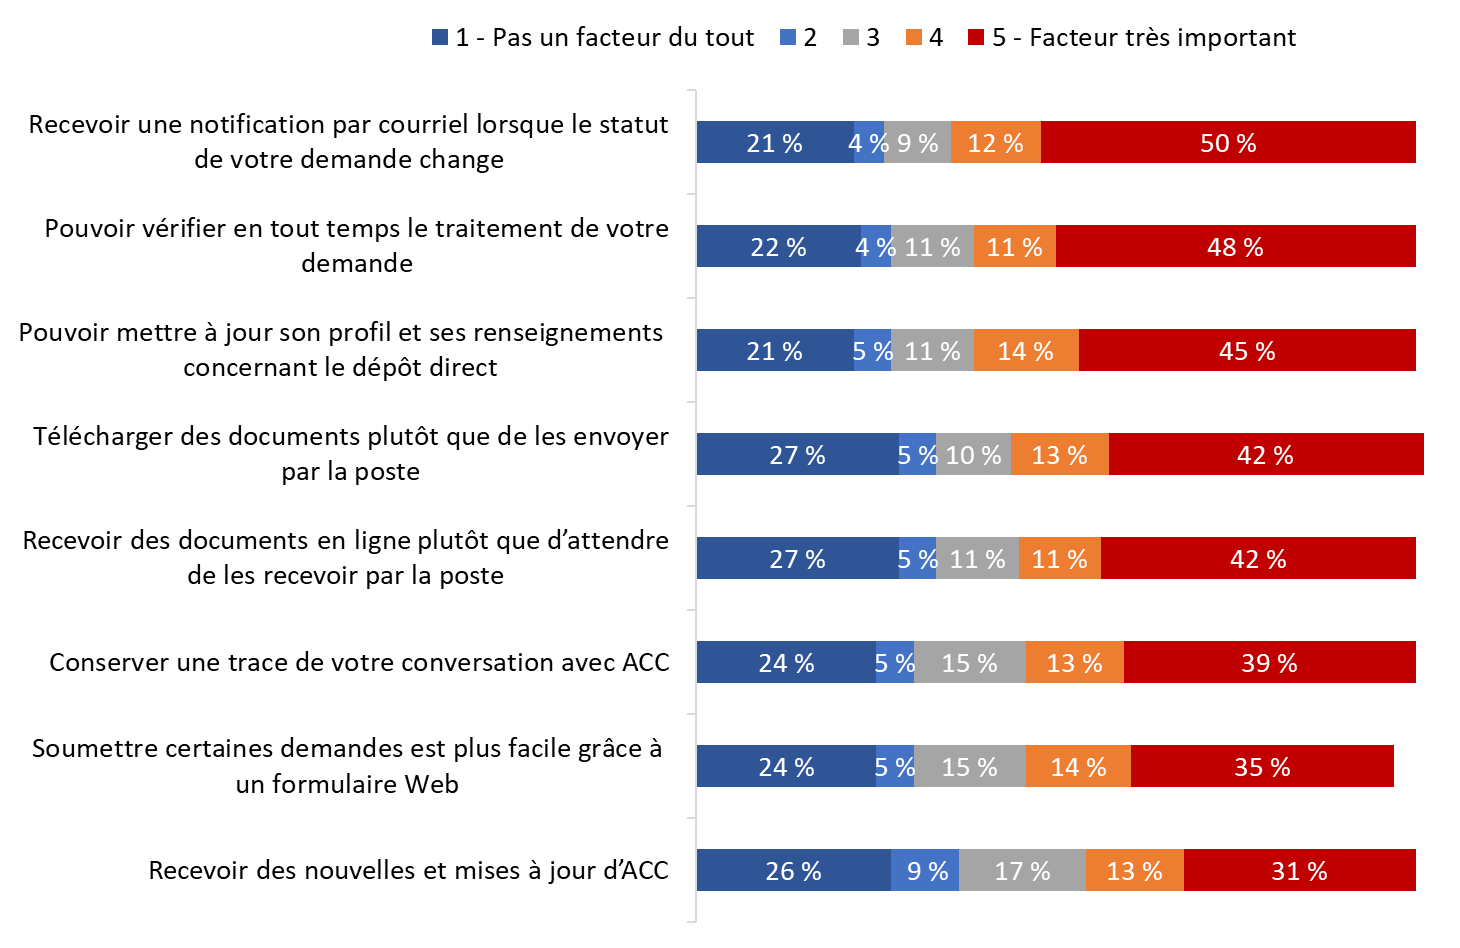 1 - Pas un facteur du tout 2 3 4 5 - Facteur très important
Recevoir une notification par courriel lorsque le statut
de votre demande change
21 % 4 % 9 % 12 % 50 %
Pouvoir vérifier en tout temps le traitement de votre
demande
22 % 4 % 11 % 11 % 48 %
Pouvoir mettre à jour son profil et ses renseignements
concernant le dépôt direct
21 % 5 % 11 % 14 % 45 %
Télécharger des documents plutôt que de les envoyer
par la poste
27 % 5 % 10 % 13 % 42 %
Recevoir des documents en ligne plutôt que d’attendre
de les recevoir par la poste
27 % 5 % 11 % 11 % 42 %
Conserver une trace de votre conversation avec ACC
24 % 5 % 15 % 13 % 39 %
Soumettre certaines demandes est plus facile grâce à
un formulaire Web
24 % 5 % 15 % 14 % 35 %
Recevoir des nouvelles et mises à jour d’ACC
26 % 9 % 17 % 13 % 31 %